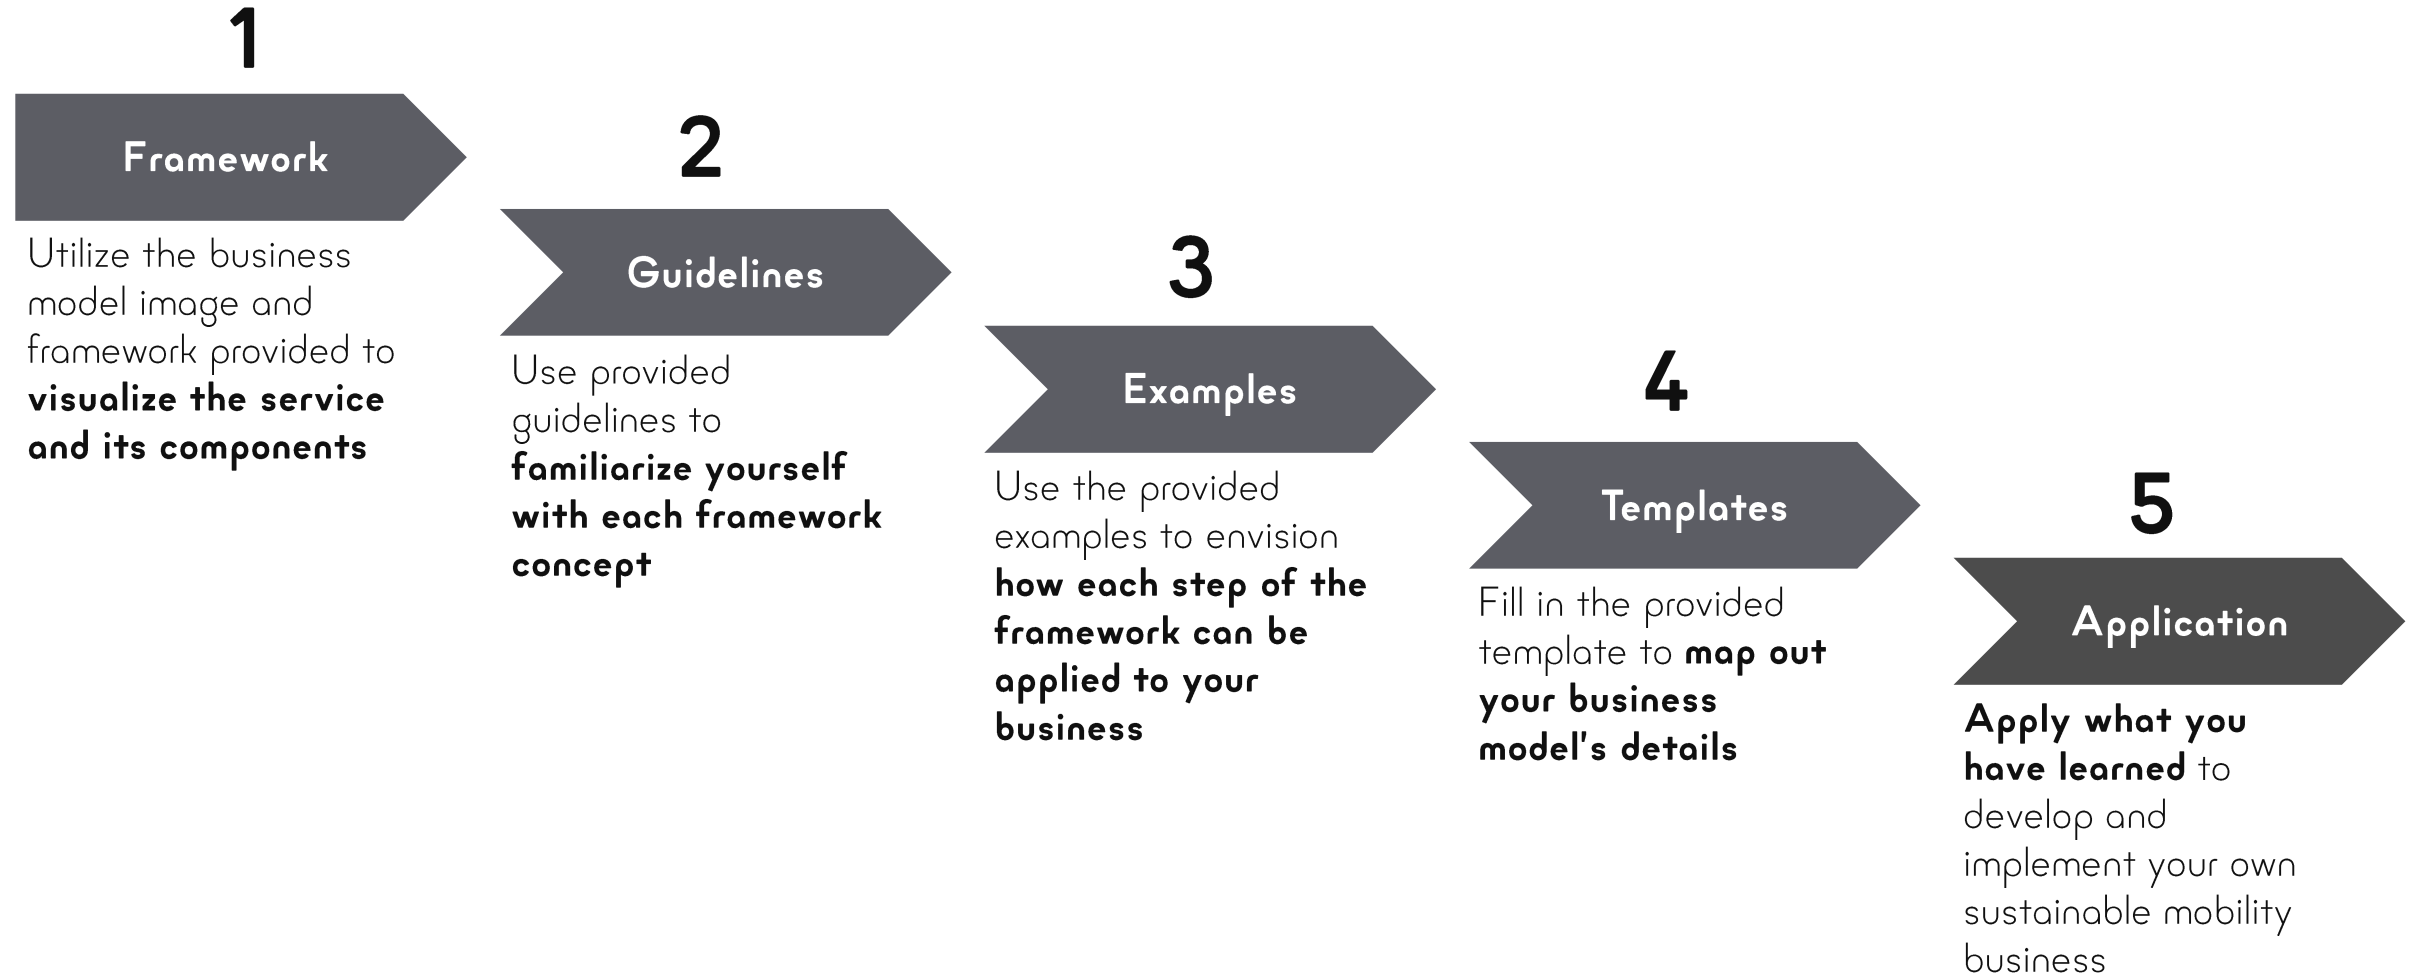 1
Framework
Utilize the business
model image and
framework provided to
visualize the service
and its components
2
Guidelines
Use provided
guidelines to
familiarize yourself
with each framework
concept
3
Examples
Use the provided
examples to envision
how each step of the
framework can be
applied to your
business
4
Templates
Fill in the provided
template to map out
your business
model's details
5
Application
Apply what you
have learned to
develop and
implement your own
sustainable mobility
business